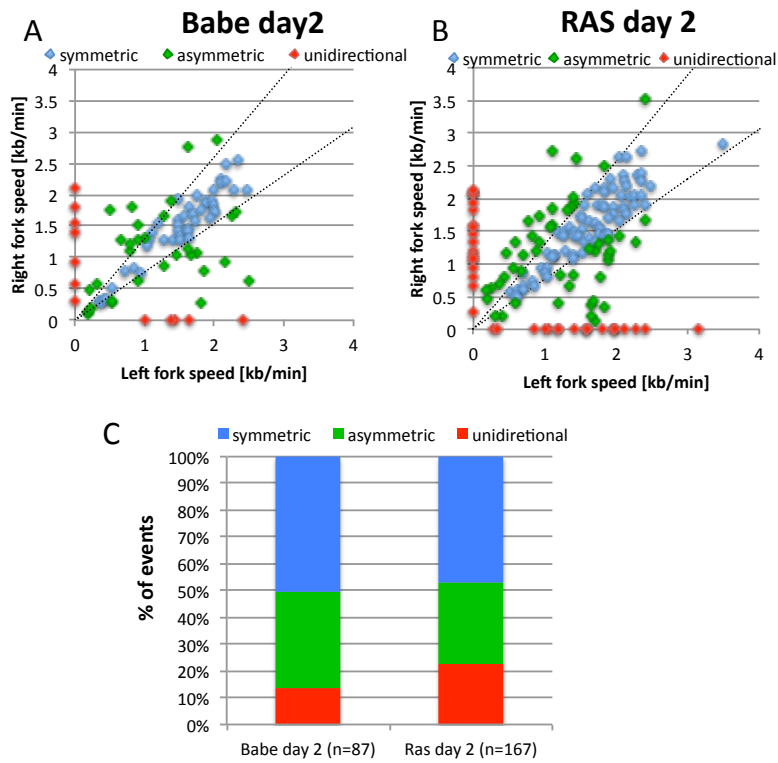 A
Babe day2
symmetric asymmetric unidirectional
Right fork speed [kb/min]
4
3.5
3
2.5
2
1.5
1
0.5
0
0 1 2 3 4
Left fork speed [kb/min]
B
RAS day 2
symmetric asymmetric unidirectional
Right fork speed [kb/min]
4
3.5
3
2.5
2
1.5
1
0.5
0
0 1 2 3 4
Left fork speed [kb/min]
C
symmetric asymmetric unidiretional
% of events
100%
90%
80%
70%
60%
50%
40%
30%
20%
10%
0%
Babe day 2 (n=87) Ras day 2 (n=167)